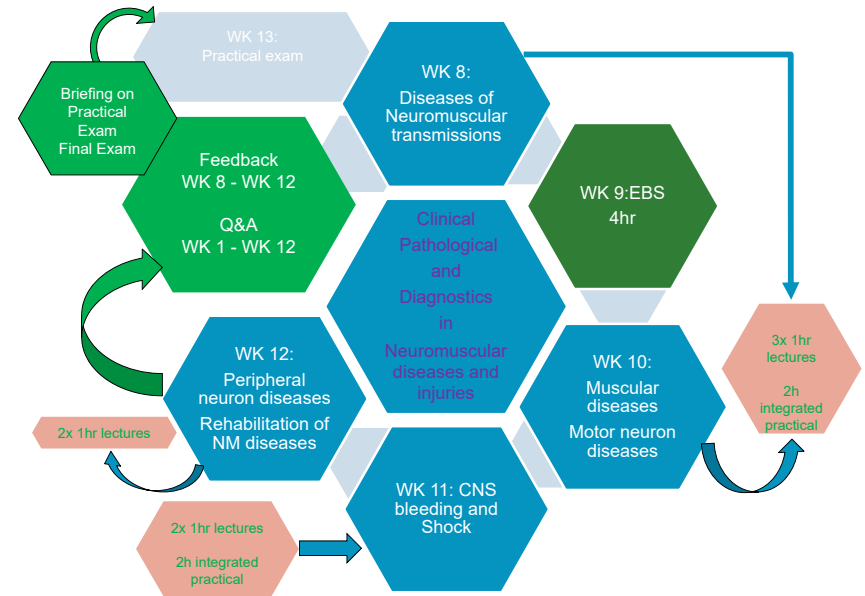 WK 13:
Practical exam
Briefing on
Practical
Exam
Final Exam
WK 8:
Diseases of
Neuromuscular
transmissions
Feedback
WK 8 - WK 12
Q&A
WK 1 - WK 12
WK 9:EBS
4hr
Clinical
Pathological
and
Diagnostics
in
Neuromuscular
diseases and
injuries
WK 12:
Peripheral
neuron diseases
Rehabilitation of
NM diseases
WK 10:
Muscular
diseases
Motor neuron
diseases
3x 1hr
lectures
2h
integrated
practical
2x 1hr lectures
WK 11: CNS
bleeding and
Shock
2x 1hr lectures
2h integrated
practical